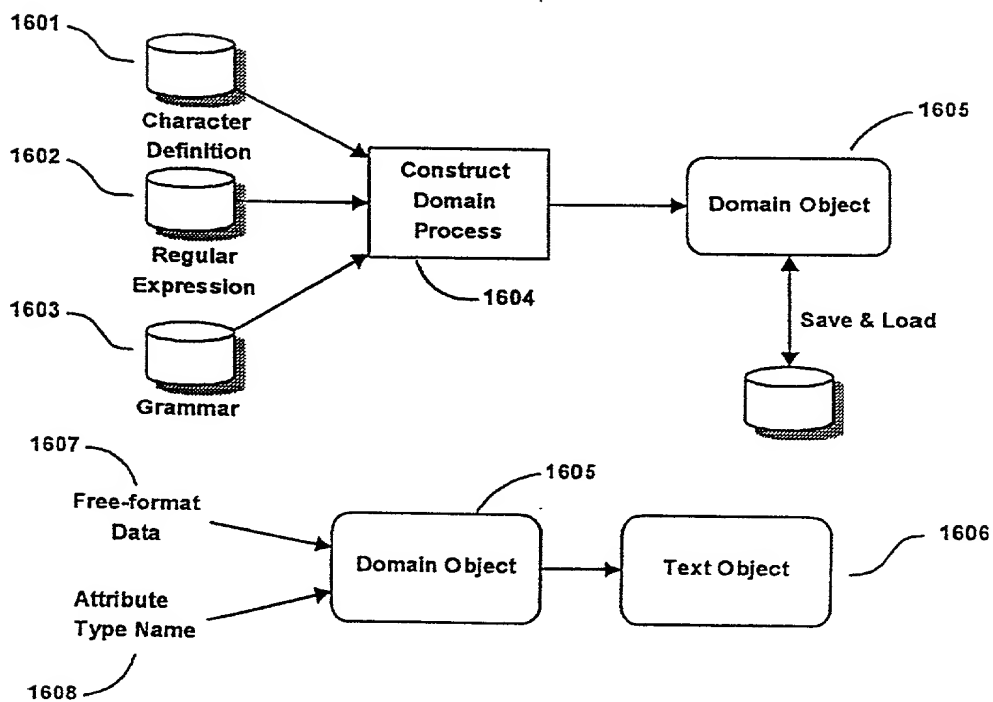 1601
Character
Definition
1602
Regular
Expression
1603
Grammar
Construct
Domain
Process
1604
1605
Domain Object
Save & Load
1607
Free-format
Data
Attribute
Type Name
1608
1605
Domain Object
Text Object
1606